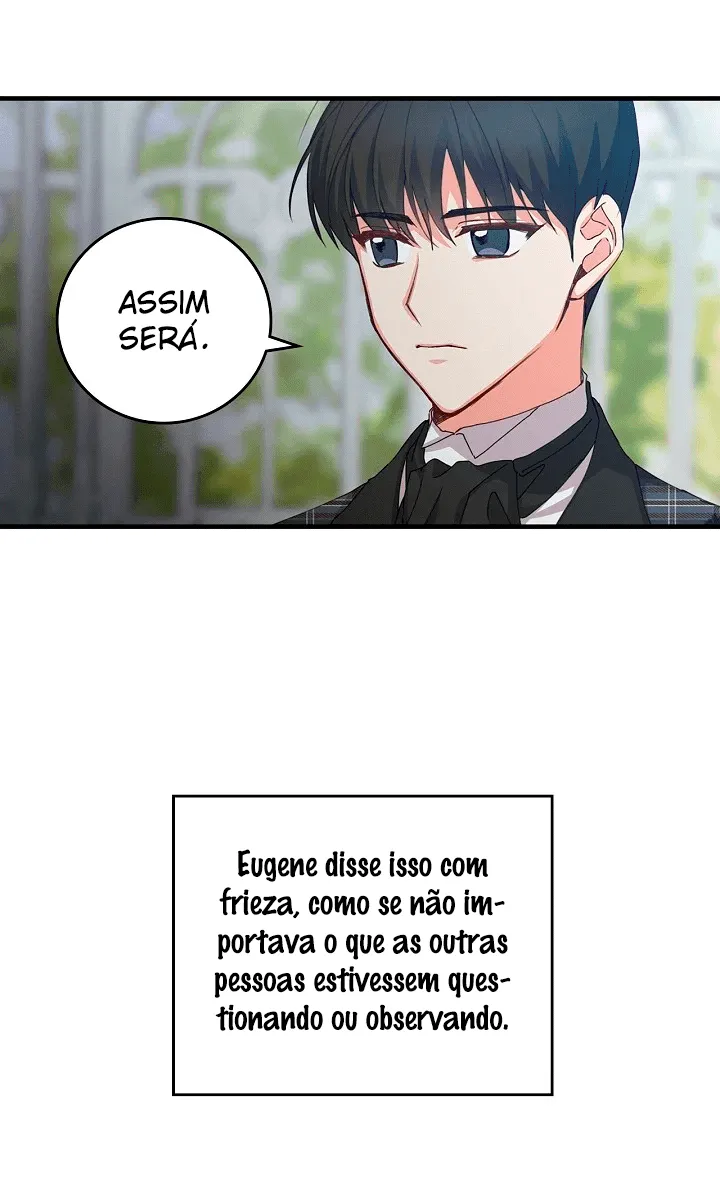 ASSIM
SERÁ.
Eugene disse isso com
frieza, como se não im-
portava o que as outras
pessoas estivessem ques-
tionando ou observando.